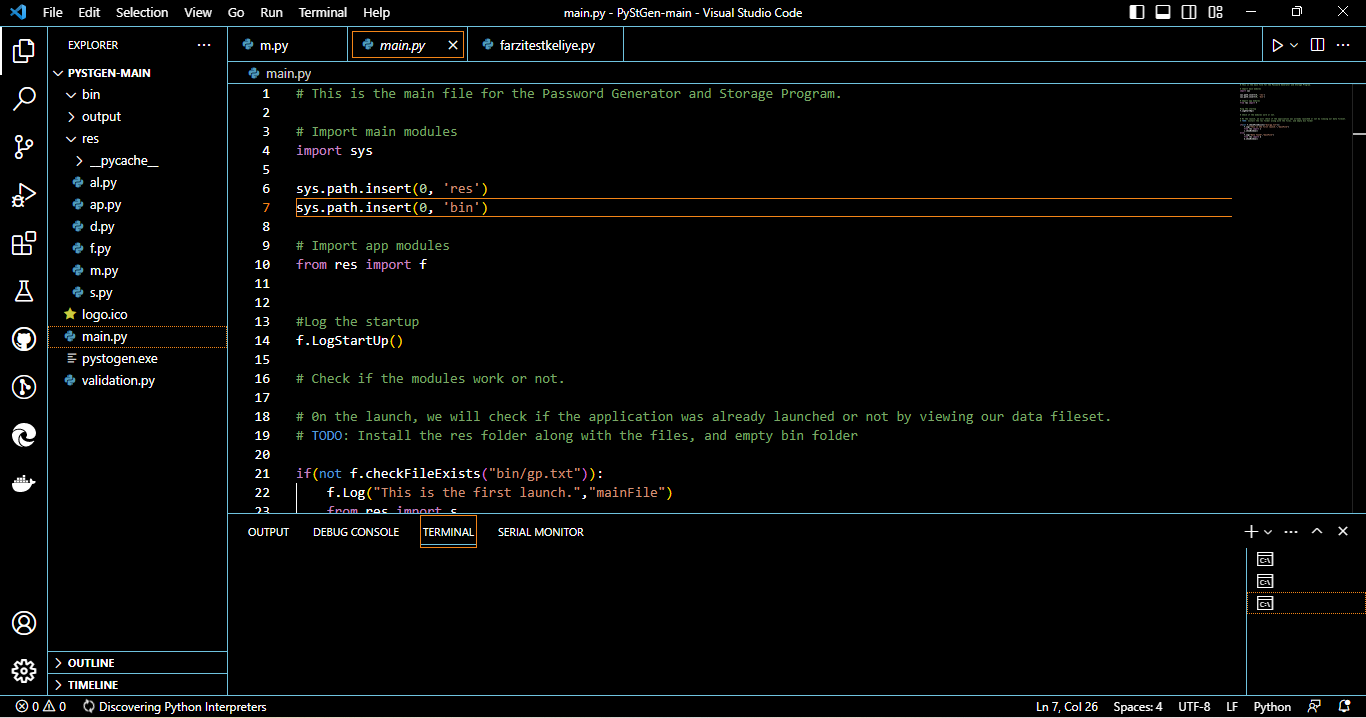 File Edit Selection View Go Run Terminal Help main.py - PyStGen-main - Visual Studio Code
EXPLORER
PYSTGEN-MAIN
bin
output
res
__pycache__
al.py
ap.py
d.py
f.py
m.py
s.py
logo.ico
main.py
pystogen.exe
validation.py
OUTLINE
TIMELINE
m.py main.py farzitestkeliye.py
main.py
1 # This is the main file for the Password Generator and Storage Program.
2
3 # Import main modules
4 import sys
5
6 sys.path.insert(0, 'res')
7 sys.path.insert(0, 'bin')
8
9 # Import app modules
10 from res import f
11
12
13 #Log the startup
14 f.LogStartUp()
15
16 # Check if the modules work or not.
17
18 # 0n the launch, we will check if the application was already launched or not by viewing our data fileset.
19 # TODO: Install the res folder along with the files, and empty bin folder
20
21 if(not f.checkFileExists("bin/gp.txt")):
22 f.Log("This is the first launch.","mainFile")
23 from res import s
OUTPUT DEBUG CONSOLE TERMINAL SERIAL MONITOR
0 0 Discovering Python Interpreters Ln 7, Col 26 Spaces: 4 UTF-8 LF Python